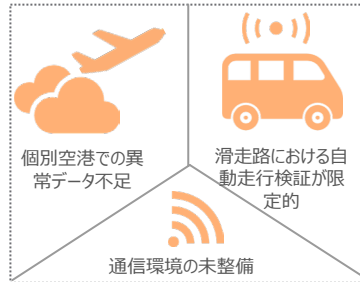 個別空港での異
常データ不足
滑走路における自
動走行検証が限
定的
通信環境の未整備